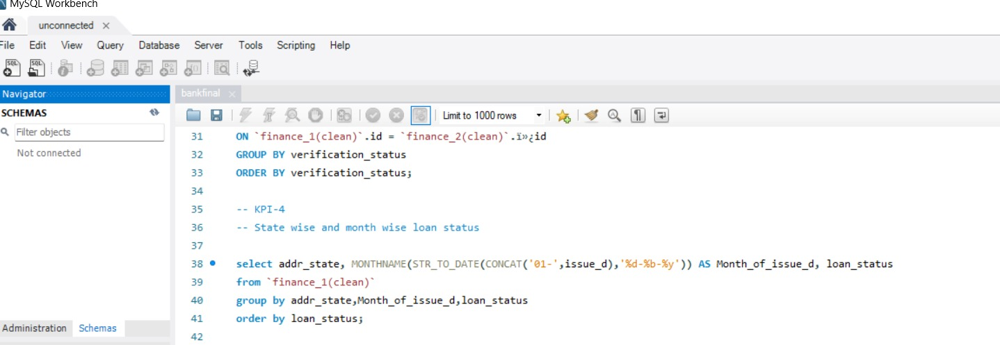 MySQL Workbench
unconnected
File Edit View Query Database Server Tools Scripting Help
Navigator
SCHEMAS
Filter objects
Not connected
Administration Schemas
bankfinal
Limit to 1000 rows
31 ON `finance_1(clean)`.id = `finance_2(clean)`.ï»¿id
32 GROUP BY verification_status
33 ORDER BY verification_status;
34
35 -- KPI-4
36 -- State wise and month wise loan status
37
38 select addr_state, MONTHNAME(STR_TO_DATE(CONCAT('01-',issue_d),'%d-%b-%y')) AS Month_of_issue_d, loan_status
39 from `finance_1(clean)`
40 group by addr_state,Month_of_issue_d,loan_status
41 order by loan_status;
42